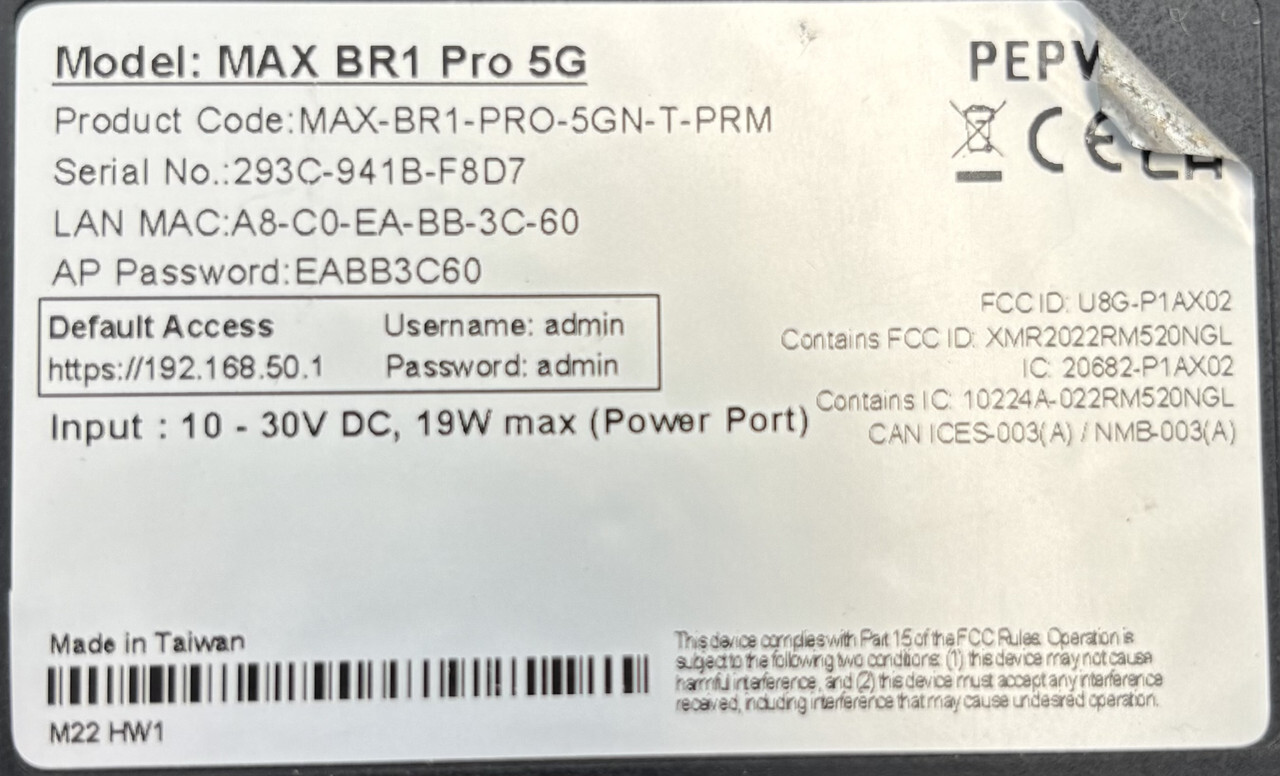 Model: MAX BR1 Pro 5G
Product Code:MAX-BR1-PRO-5GN-T-PRM
Serial No.:293C-941B-F8D7
LAN MAC:A8-C0-EA-BB-3C-60
AP Password:EABB3C60
Default Access
https://192.168.50.1
Username: admin
Password: admin
Input : 10 - 30V DC, 19W max (Power Port)
CE
FCC ID: U8G-P1AX02
Contains FCC ID: XMR2022RM520NGL
IC: 20682-P1AX02
Contains IC: 10224A-022RM520NGL
CAN ICES-003(A) / NMB-003(A)
Made in Taiwan
M22 HW1
This device complies with Part 15 of the FCC Rules. Operation is
subject to the following two conditions: (1) this device may not cause
harmful interference, and (2) this device must accept any interference
received, including interference that may cause undesired operation.